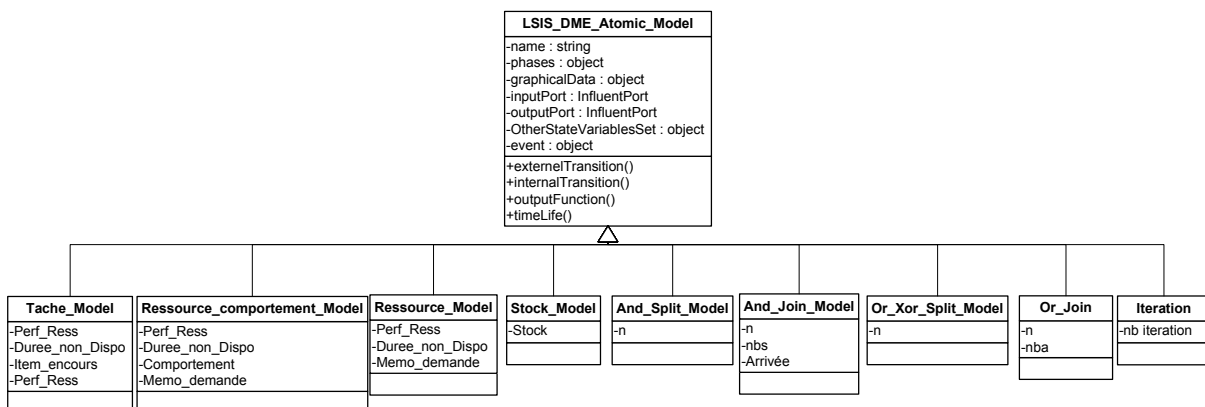 LSIS_DME_Atomic_Model
-name : string
-phases : object
-graphicalData : object
-inputPort : InfluentPort
-outputPort : InfluentPort
-OtherStateVariablesSet : object
-event : object
+externelTransition()
+internalTransition()
+outputFunction()
+timeLife()
Tache_Model
-Perf_Ress
-Duree_non_Dispo
-Item_encours
-Perf_Ress
Ressource_comportement_Model
-Perf_Ress
-Duree_non_Dispo
-Comportement
-Memo_demande
Ressource_Model
-Perf_Ress
-Duree_non_Dispo
-Memo_demande
Stock_Model
-Stock
And_Split_Model
-n
And_Join_Model
-n
-nbs
-Arrivée
Or_Xor_Split_Model
-n
Or_Join
-n
-nba
Iteration
-nb iteration